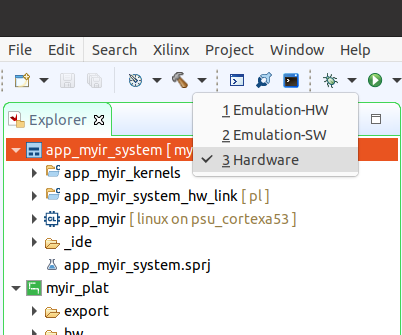 File Edit Search Xilinx Project Window Help
1 Emulation-HW
2 Emulation-SW
3 Hardware
Explorer
app_myir_system [ my
app_myir_kernels
app_myir_system_hw_link [ pl ]
app_myir [ linux on psu_cortexa53 ]
_ide
app_myir_system.sprj
myir_plat
export
hw